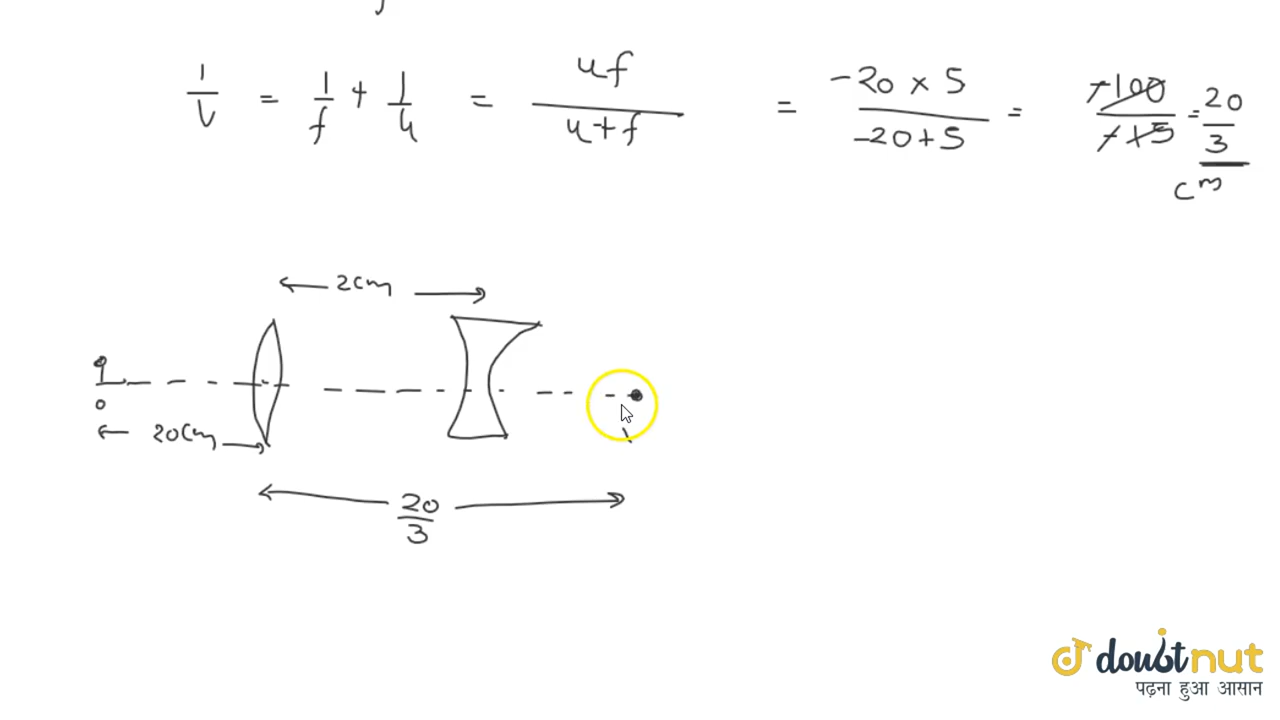 1/v = 1/f + 1/u = uf/u+f = -20 x 5/-20+5 = -100/-15 = 20/3 cm
2cm
o
20cm
20/3
doubtnut
पढ़ना हुआ आसान